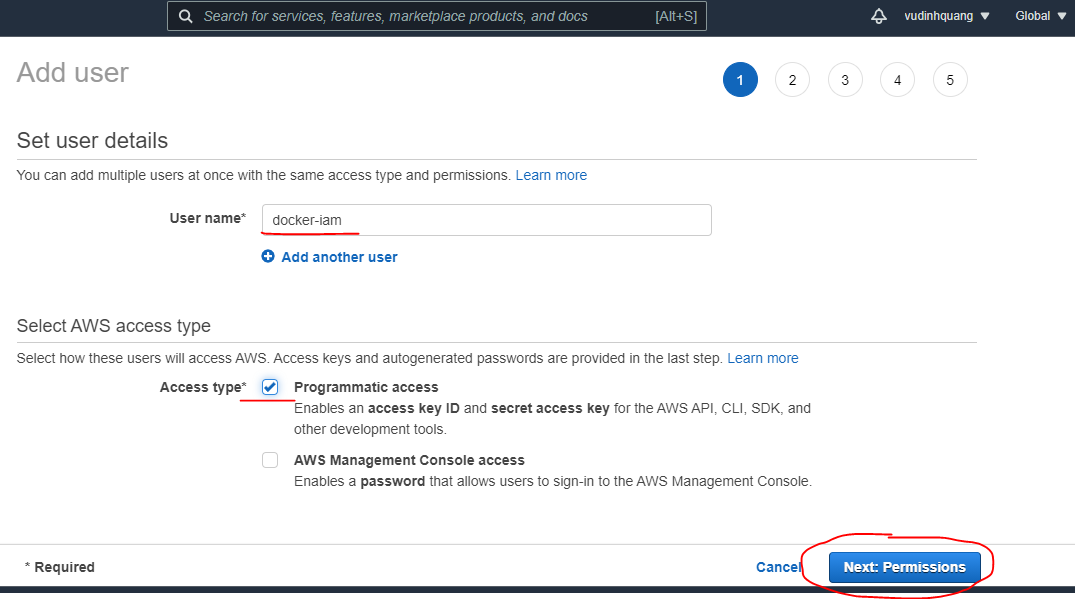 Search for services, features, marketplace products, and docs [Alt+S] vudinhquang Global
Add user
1 2 3 4 5
Set user details
You can add multiple users at once with the same access type and permissions. Learn more
User name* docker-iam
Add another user
Select AWS access type
Select how these users will access AWS. Access keys and autogenerated passwords are provided in the last step. Learn more
Access type* Programmatic access
Enables an access key ID and secret access key for the AWS API, CLI, SDK, and
other development tools.
AWS Management Console access
Enables a password that allows users to sign-in to the AWS Management Console.
* Required Cancel Next: Permissions